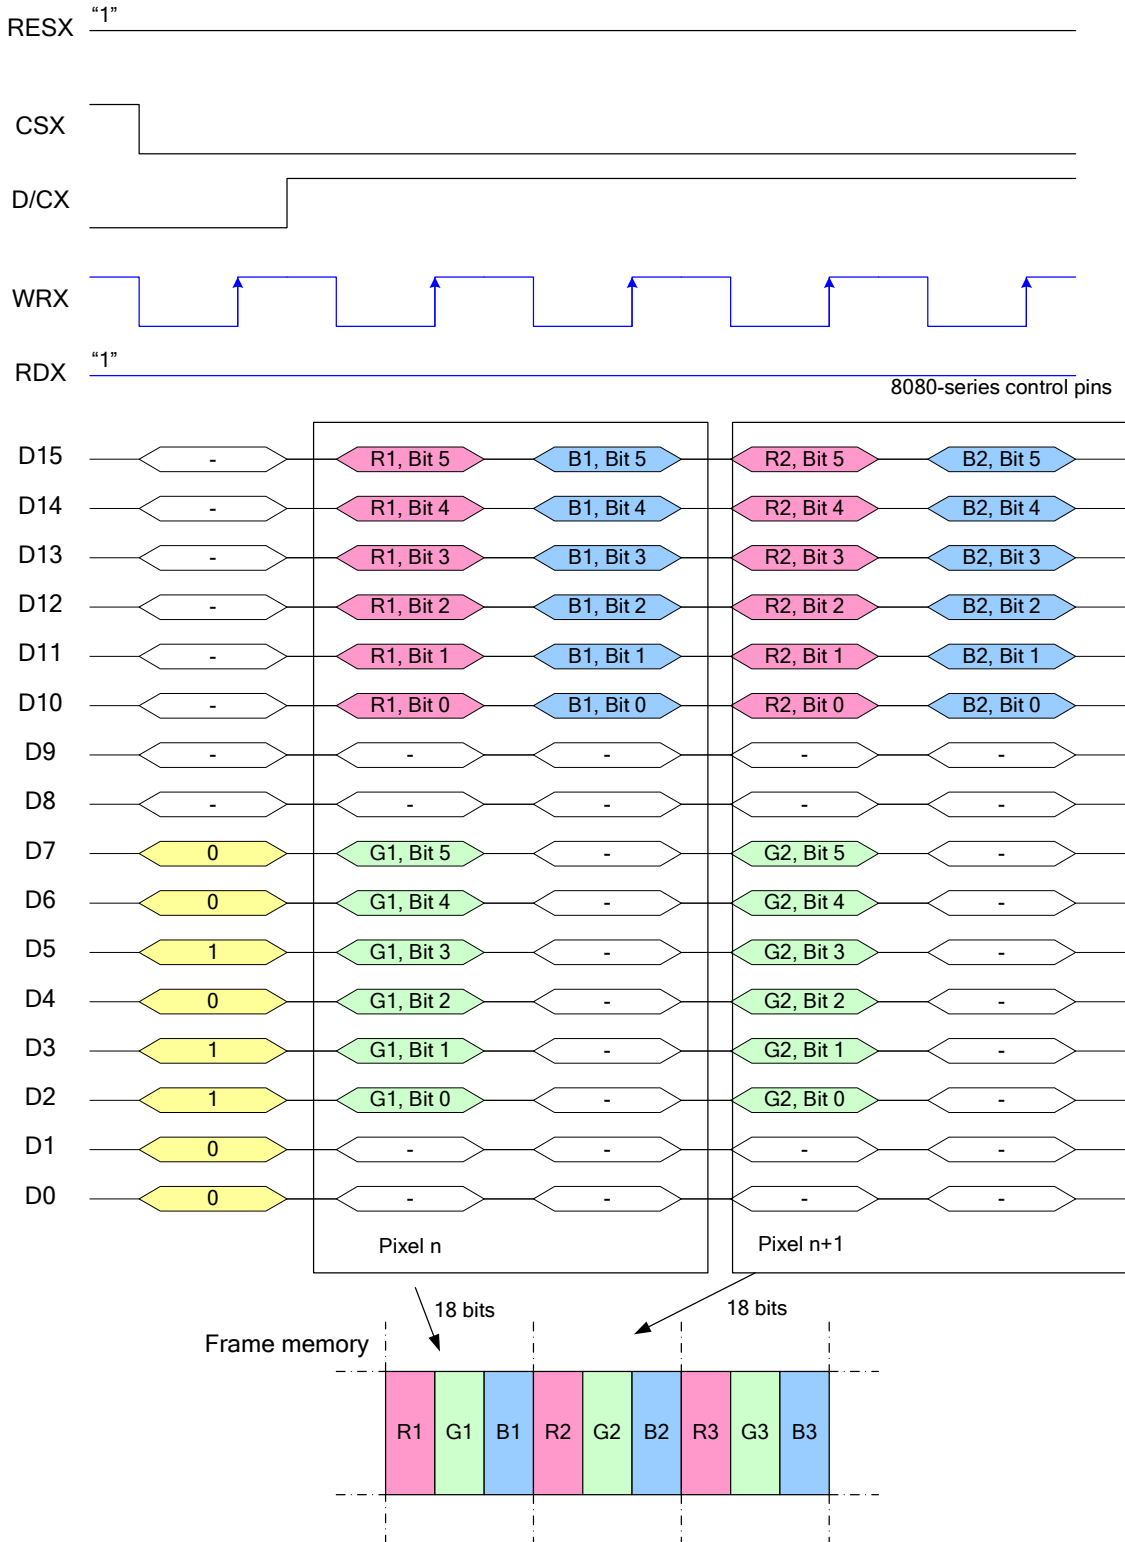 RESX “1”
CSX
D/CX
WRX
RDX “1”
8080-series control pins
D15 - R1, Bit 5 B1, Bit 5 R2, Bit 5 B2, Bit 5
D14 - R1, Bit 4 B1, Bit 4 R2, Bit 4 B2, Bit 4
D13 - R1, Bit 3 B1, Bit 3 R2, Bit 3 B2, Bit 3
D12 - R1, Bit 2 B1, Bit 2 R2, Bit 2 B2, Bit 2
D11 - R1, Bit 1 B1, Bit 1 R2, Bit 1 B2, Bit 1
D10 - R1, Bit 0 B1, Bit 0 R2, Bit 0 B2, Bit 0
D9 - - - - -
D8 - - - - -
D7 0 G1, Bit 5 - G2, Bit 5 -
D6 0 G1, Bit 4 - G2, Bit 4 -
D5 1 G1, Bit 3 - G2, Bit 3 -
D4 0 G1, Bit 2 - G2, Bit 2 -
D3 1 G1, Bit 1 - G2, Bit 1 -
D2 1 G1, Bit 0 - G2, Bit 0 -
D1 0 - - - -
D0 0 - - - -
Pixel n Pixel n+1
18 bits 18 bits
Frame memory
R1 G1 B1 R2 G2 B2 R3 G3 B3